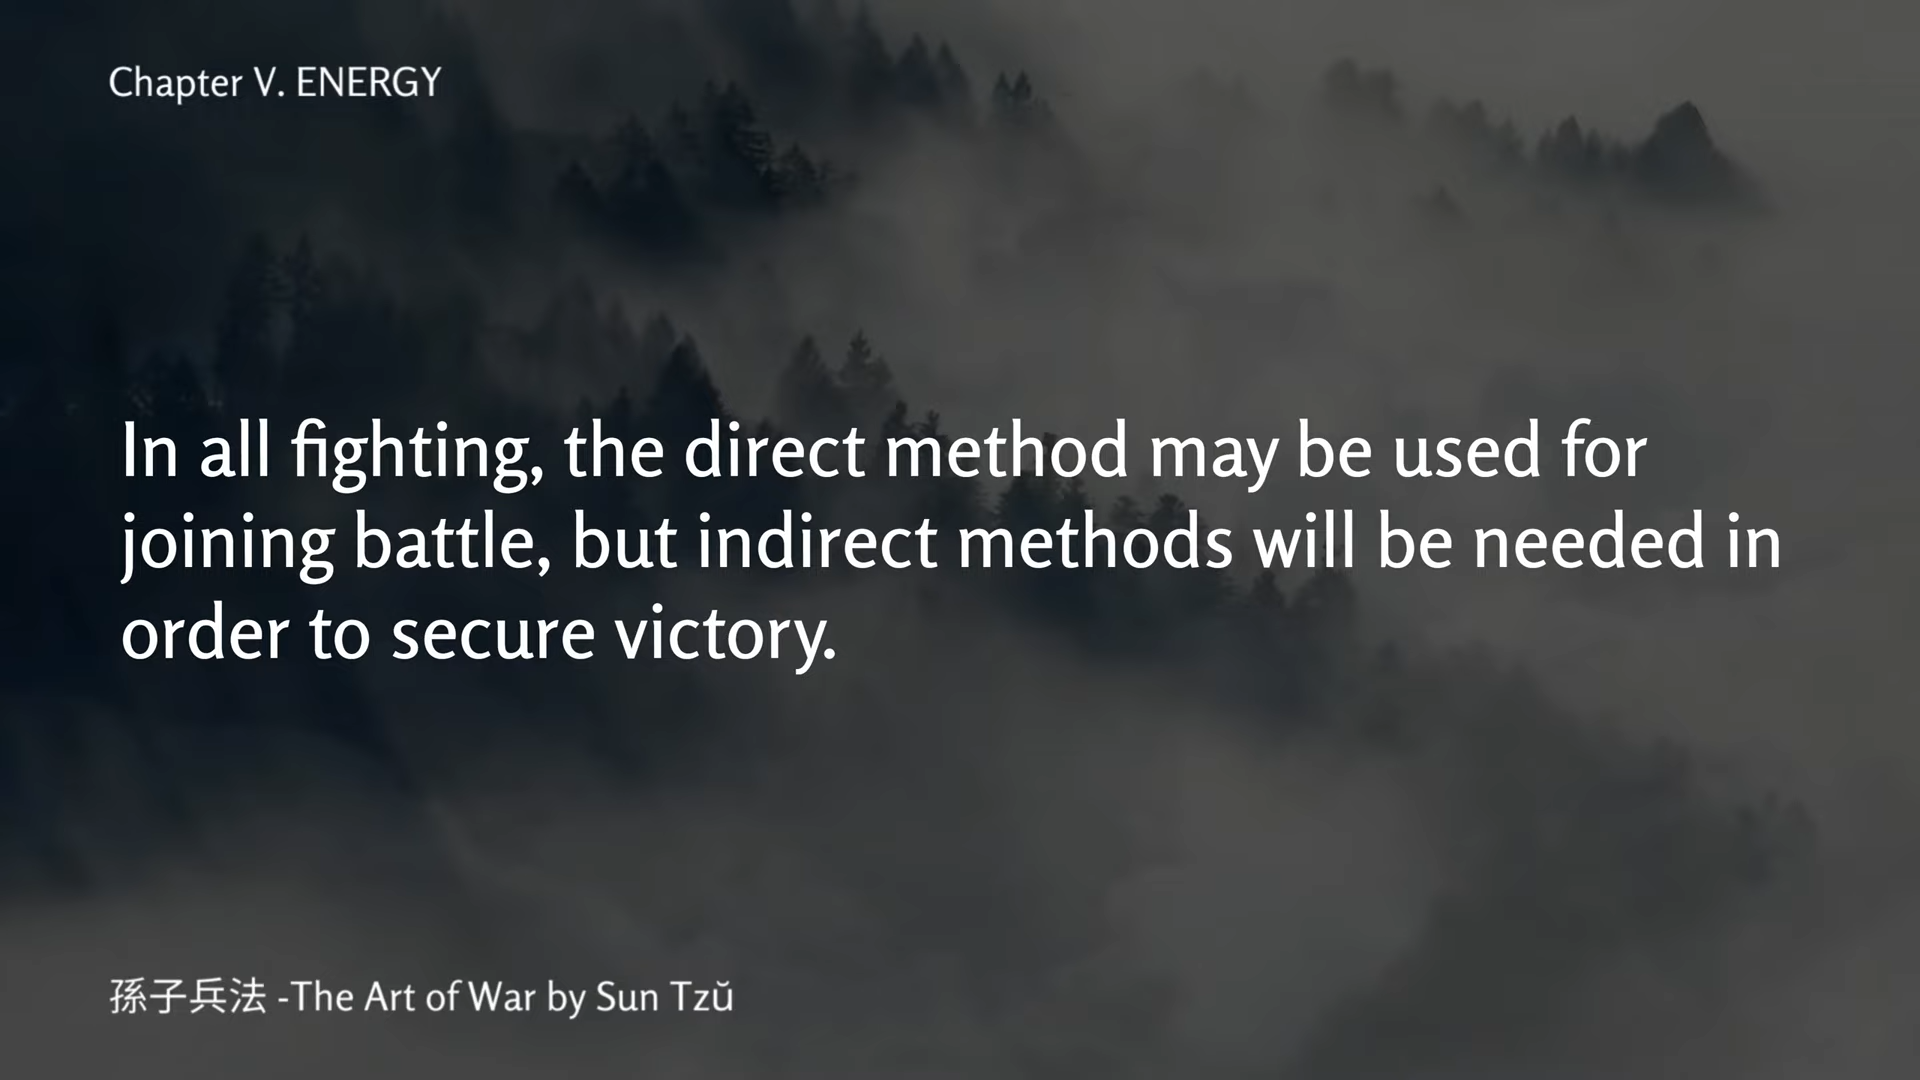 Chapter V. ENERGY
In all fighting, the direct method may be used for
joining battle, but indirect methods will be needed in
order to secure victory.
孫子兵法 -The Art of War by Sun Tzŭ